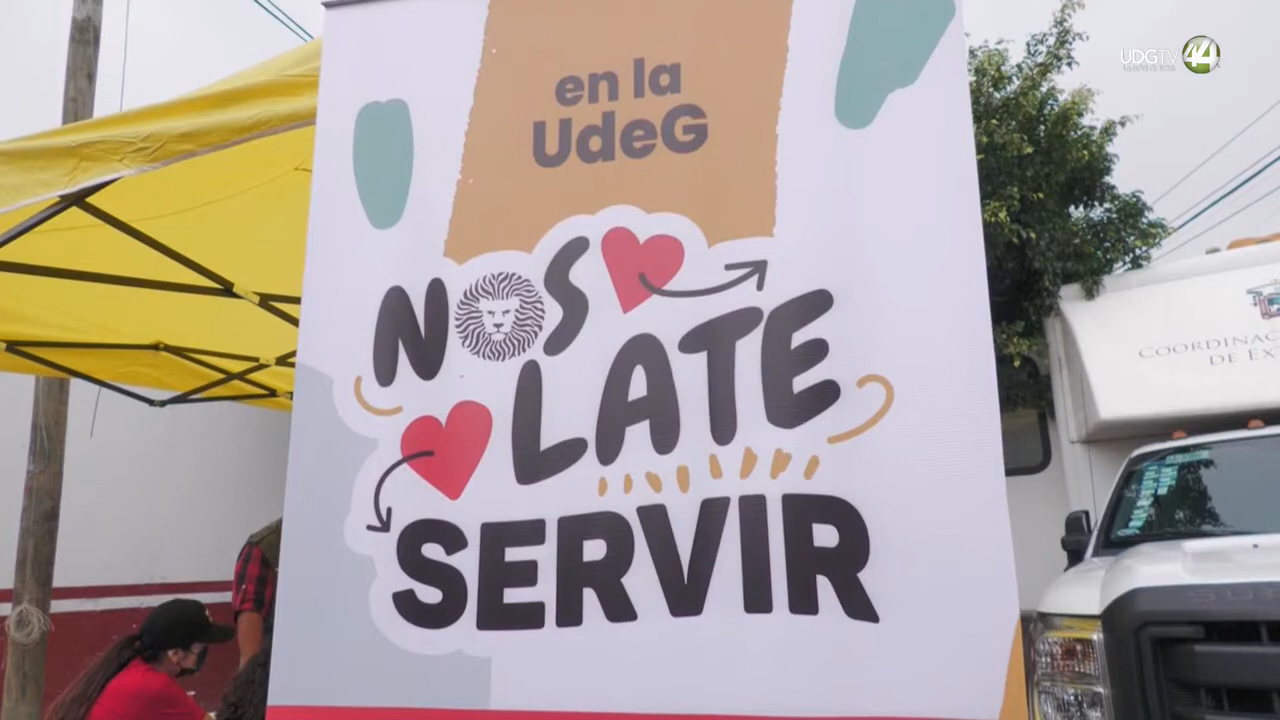 UDGTV 44
en la
UdeG
NOS
LATE
SERVIR
COORDINAC
DE EX